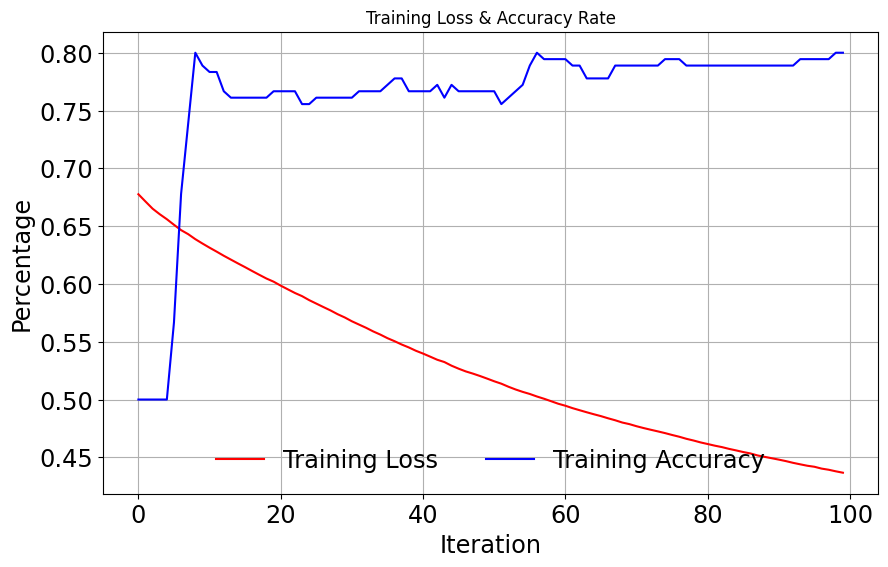 Training Loss & Accuracy Rate
0.80
0.75
0.70
0.65
0.60
0.55
0.50
0.45
Percentage
Training Loss
Training Accuracy
0 20 40 60 80 100
Iteration